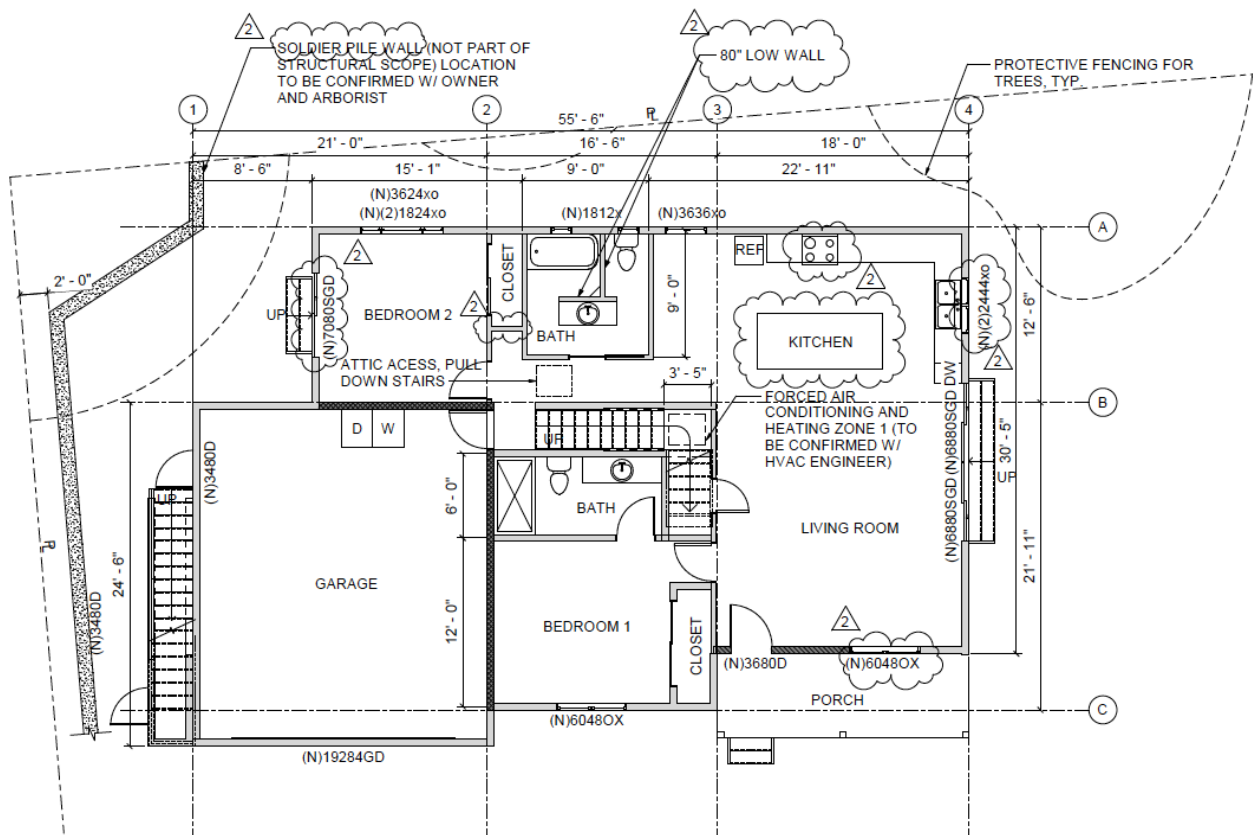 2
2
SOLDIER PILE WALL (NOT PART OF
STRUCTURAL SCOPE) LOCATION
TO BE CONFIRMED W/ OWNER
AND ARBORIST
80" LOW WALL
PROTECTIVE FENCING FOR
TREES, TYP.
1
2
3
4
PL
55' - 6"
21' - 0"
16' - 6"
18' - 0"
8' - 6"
15' - 1"
9' - 0"
22' - 11"
(N)3624xo
(N)(2)1824xo
(N)1812x
(N)3636xo
A
2
REF
2
2' - 0"
UP
(N)7080SGD
BEDROOM 2
2
CLOSET
BATH
9' - 0"
KITCHEN
(N)(2)2444xo
12' - 6"
2
ATTIC ACESS, PULL
DOWN STAIRS
3' - 5"
FORCED AIR
CONDITIONING AND
HEATING ZONE 1 (TO
BE CONFIRMED W/
HVAC ENGINEER)
DW
B
D
W
UP
(N)3480D
(N)6880SGD
(N)6880SGD
30' - 5"
UP
UP
6' - 0"
BATH
LIVING ROOM
PL
24' - 6"
GARAGE
21' - 11"
(N)3480D
12' - 0"
BEDROOM 1
CLOSET
2
(N)3680D
(N)6048OX
PORCH
C
(N)6048OX
(N)19284GD